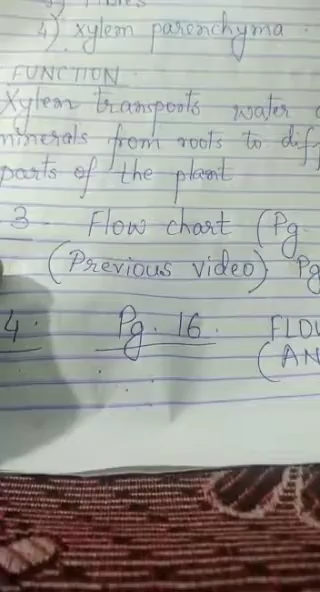 4) xylem parenchyma
FUNCTION
Xylem transports water
minerals from roots to
parts of the plant
3 Flow chart (Pg
(Previous video) Pg
4. Pg. 16.